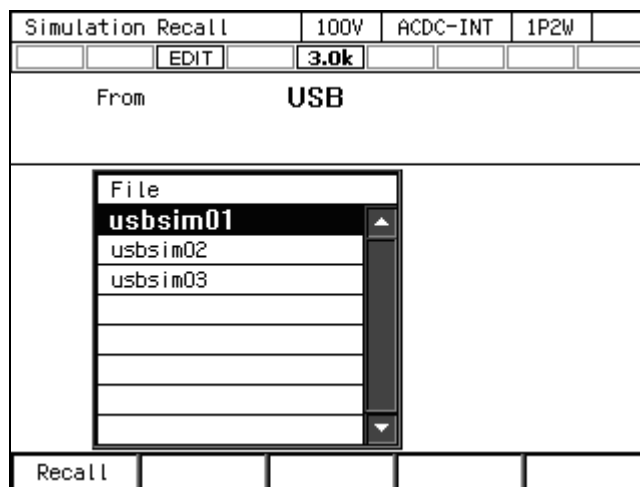 Simulation Recall 100V ACDC-INT 1P2W
EDIT 3.0k
From USB
File
usbsim01
usbsim02
usbsim03
Recall